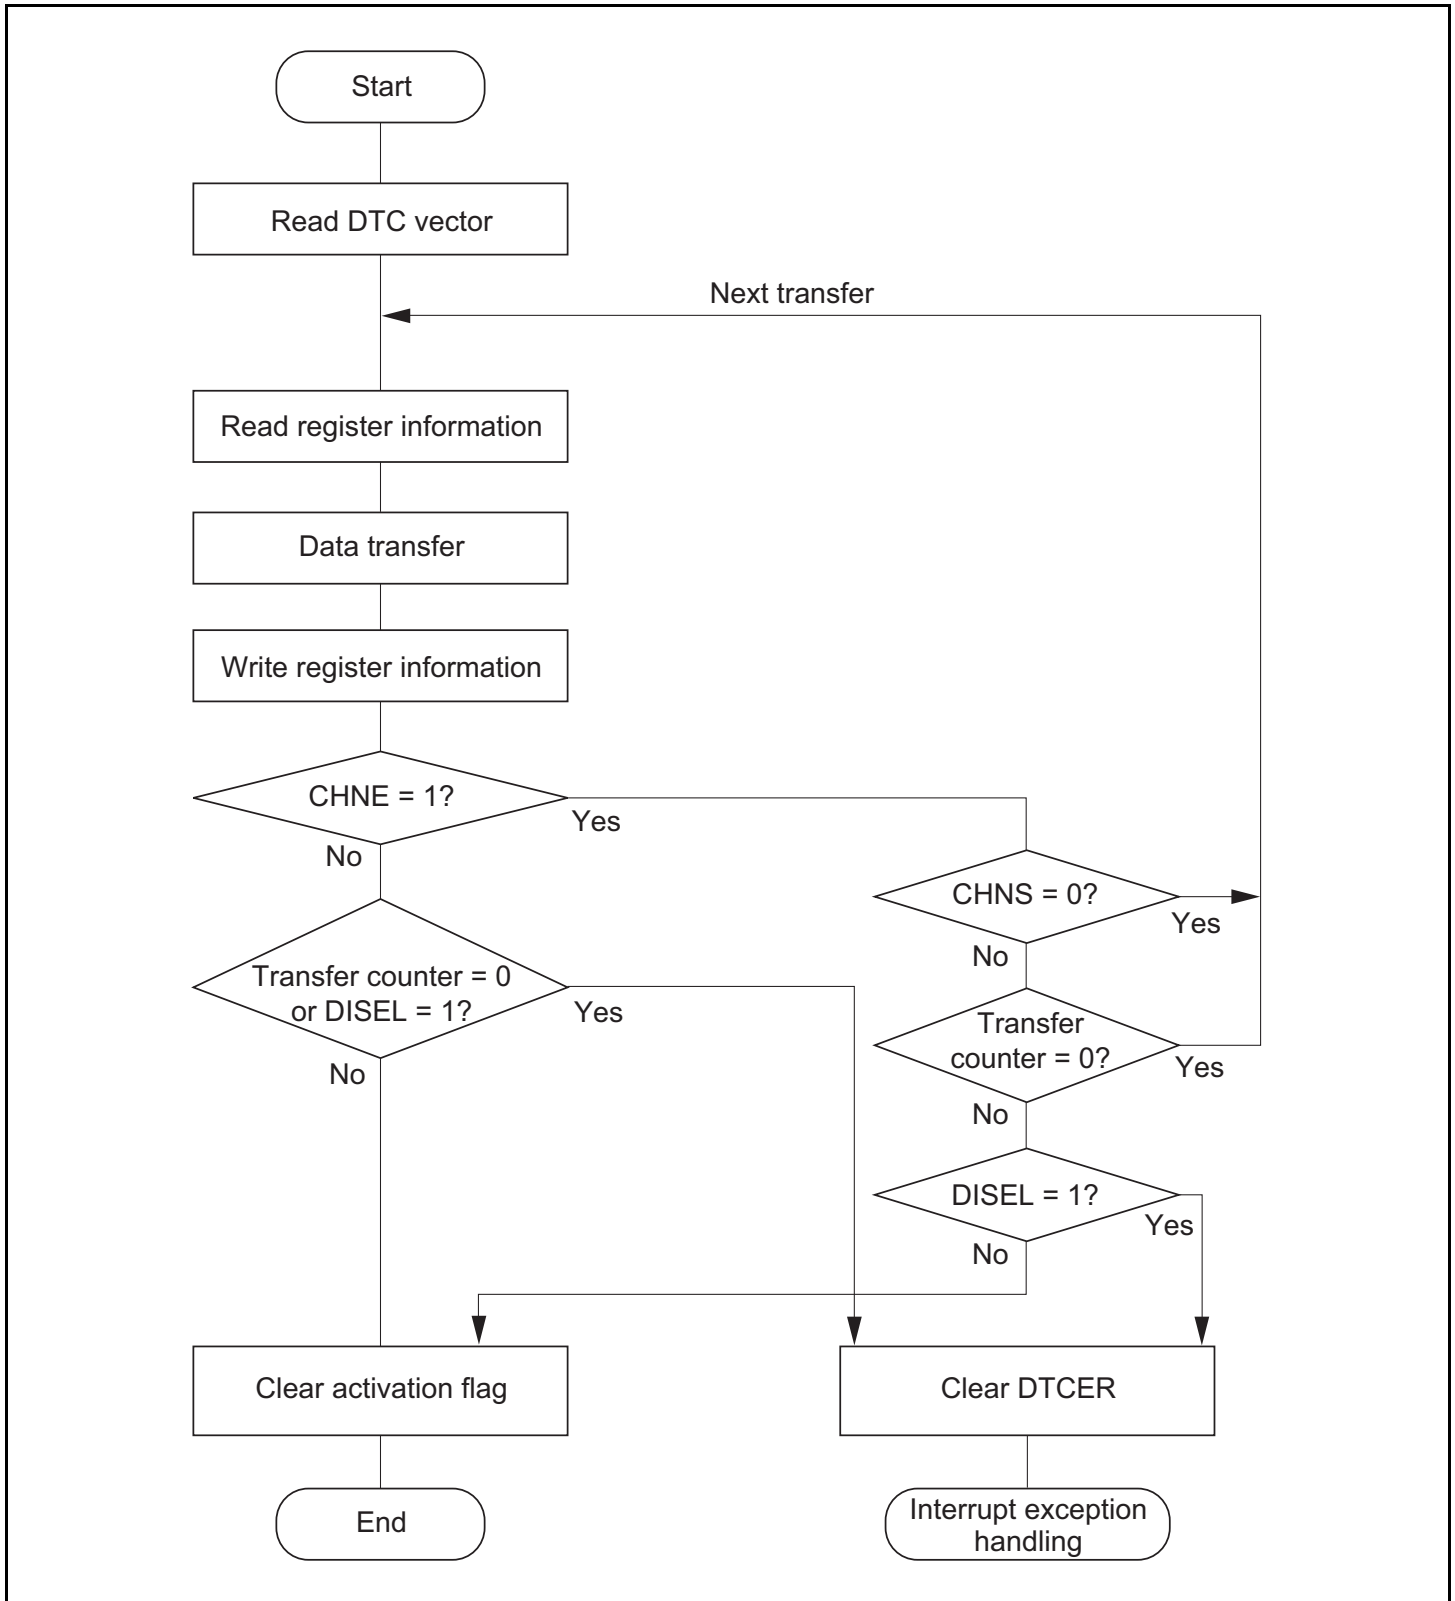 Start
Read DTC vector
Next transfer
Read register information
Data transfer
Write register information
CHNE = 1?
Yes
No
CHNS = 0?
Yes
No
Transfer counter = 0
or DISEL = 1?
Yes
No
Transfer
counter = 0?
Yes
No
DISEL = 1?
Yes
No
Clear activation flag
Clear DTCER
End
Interrupt exception
handling